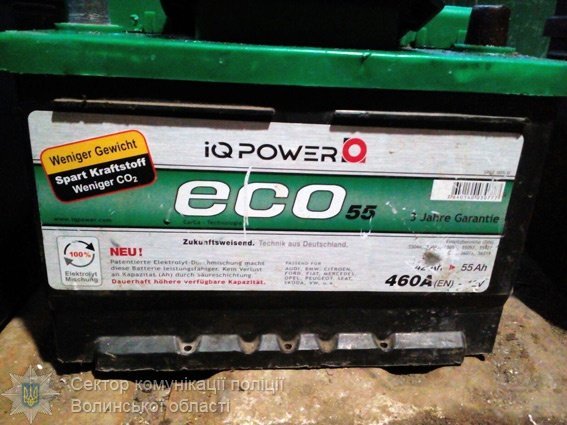 Weniger Gewicht
Spart Kraftstoff
Weniger CO2
iQ POWER
eco 55
www.iqpower.com
3 Jahre Garantie
Zukunftsweisend. Technik aus Deutschland.
100%
Elektrolyt
Mischung
NEU!
Patentierte Elektrolyt-Durchmischung macht
diese Batterie leistungsfähiger. Kein Verlust
an Kapazität (Ah) durch säureschichtung.
Dauerhaft höhere verfügbare Kapazität.
PASSEND FÜR
AUDI, BMW, CITROEN,
FORD, FIAT, MERCEDES,
OPEL, PEUGEOT, SEAT,
SKODA, VW, u.a.
55Ah
460A (EN)
Сектор комунікації поліції
Волинської області